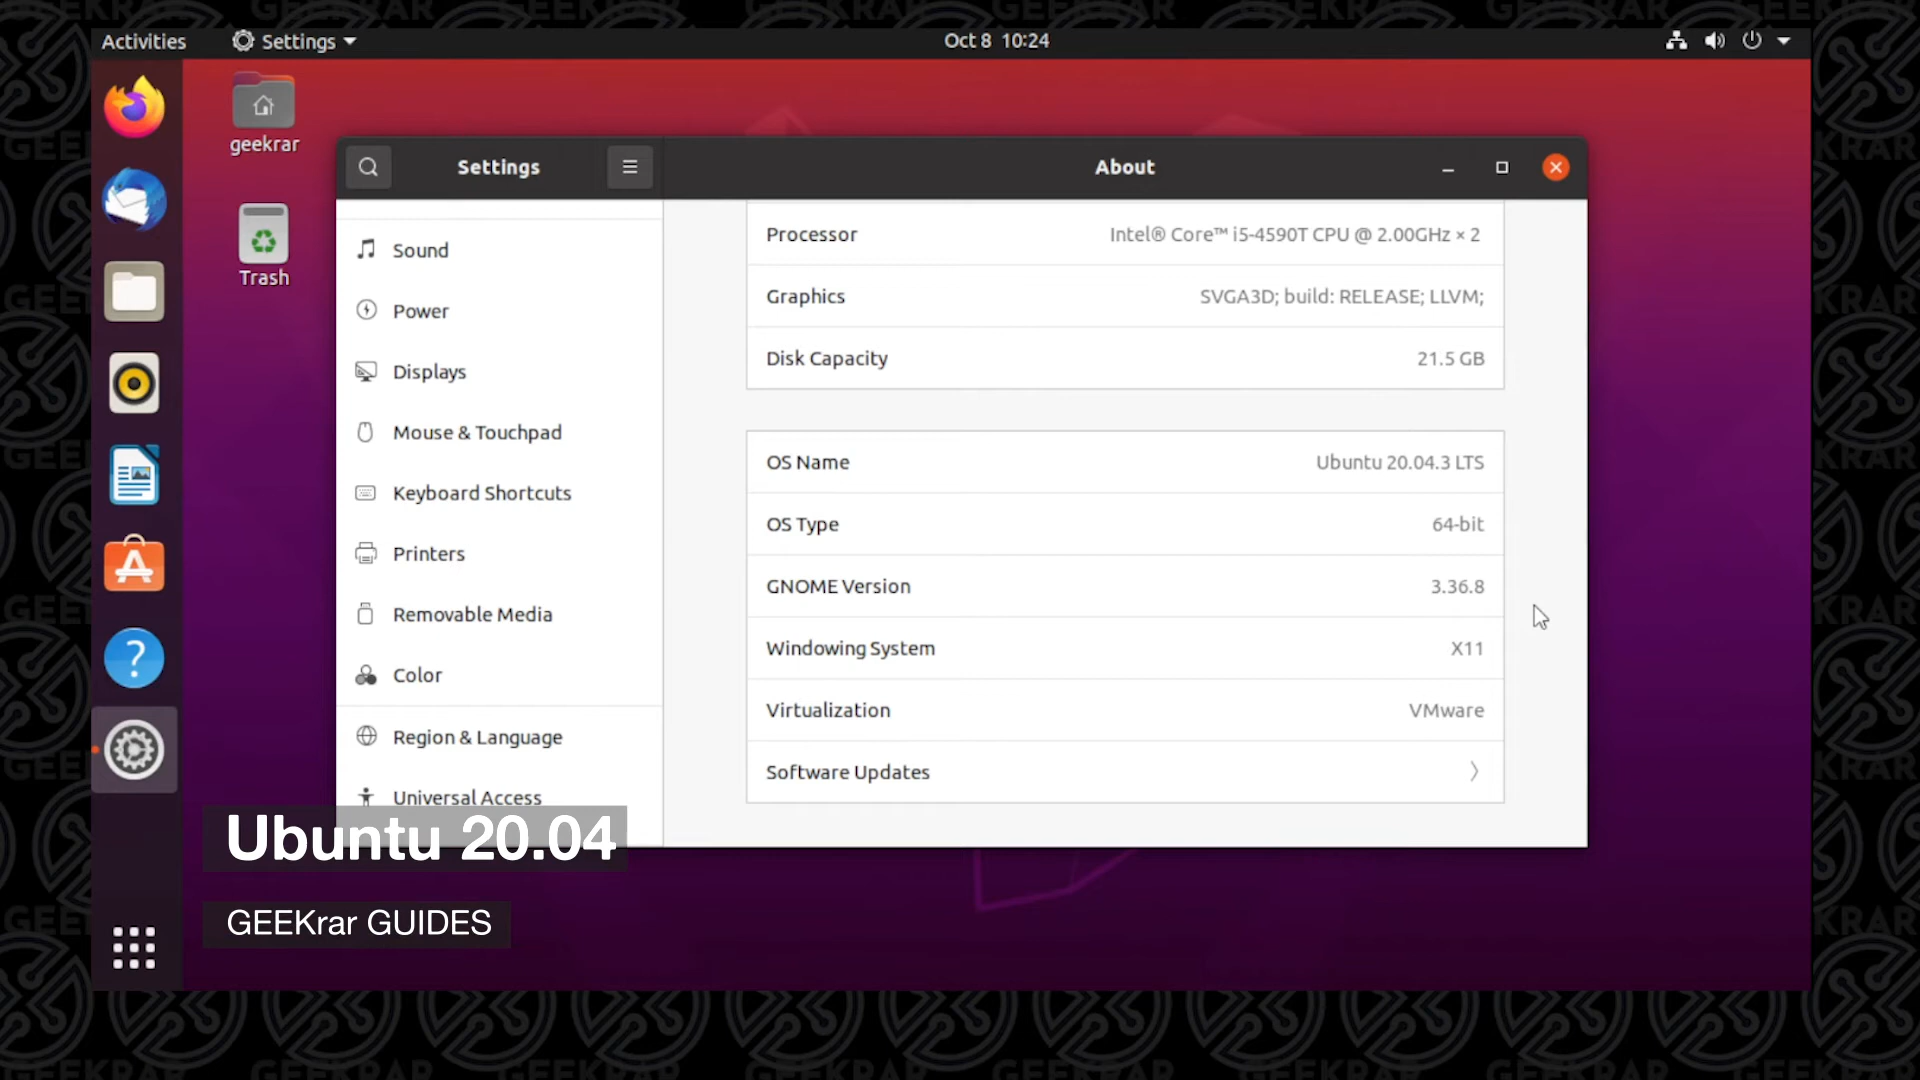 Activities
Settings
Oct 8 10:24
geekrar
Trash
Settings
About
Sound
Power
Displays
Mouse & Touchpad
Keyboard Shortcuts
Printers
Removable Media
Color
Region & Language
Universal Access
Processor Intel® Core™ i5-4590T CPU @ 2.00GHz × 2
Graphics SVGA3D; build: RELEASE; LLVM;
Disk Capacity 21.5 GB
OS Name Ubuntu 20.04.3 LTS
OS Type 64-bit
GNOME Version 3.36.8
Windowing System X11
Virtualization VMware
Software Updates
Ubuntu 20.04
GEEKrar GUIDES
GEEKRAR